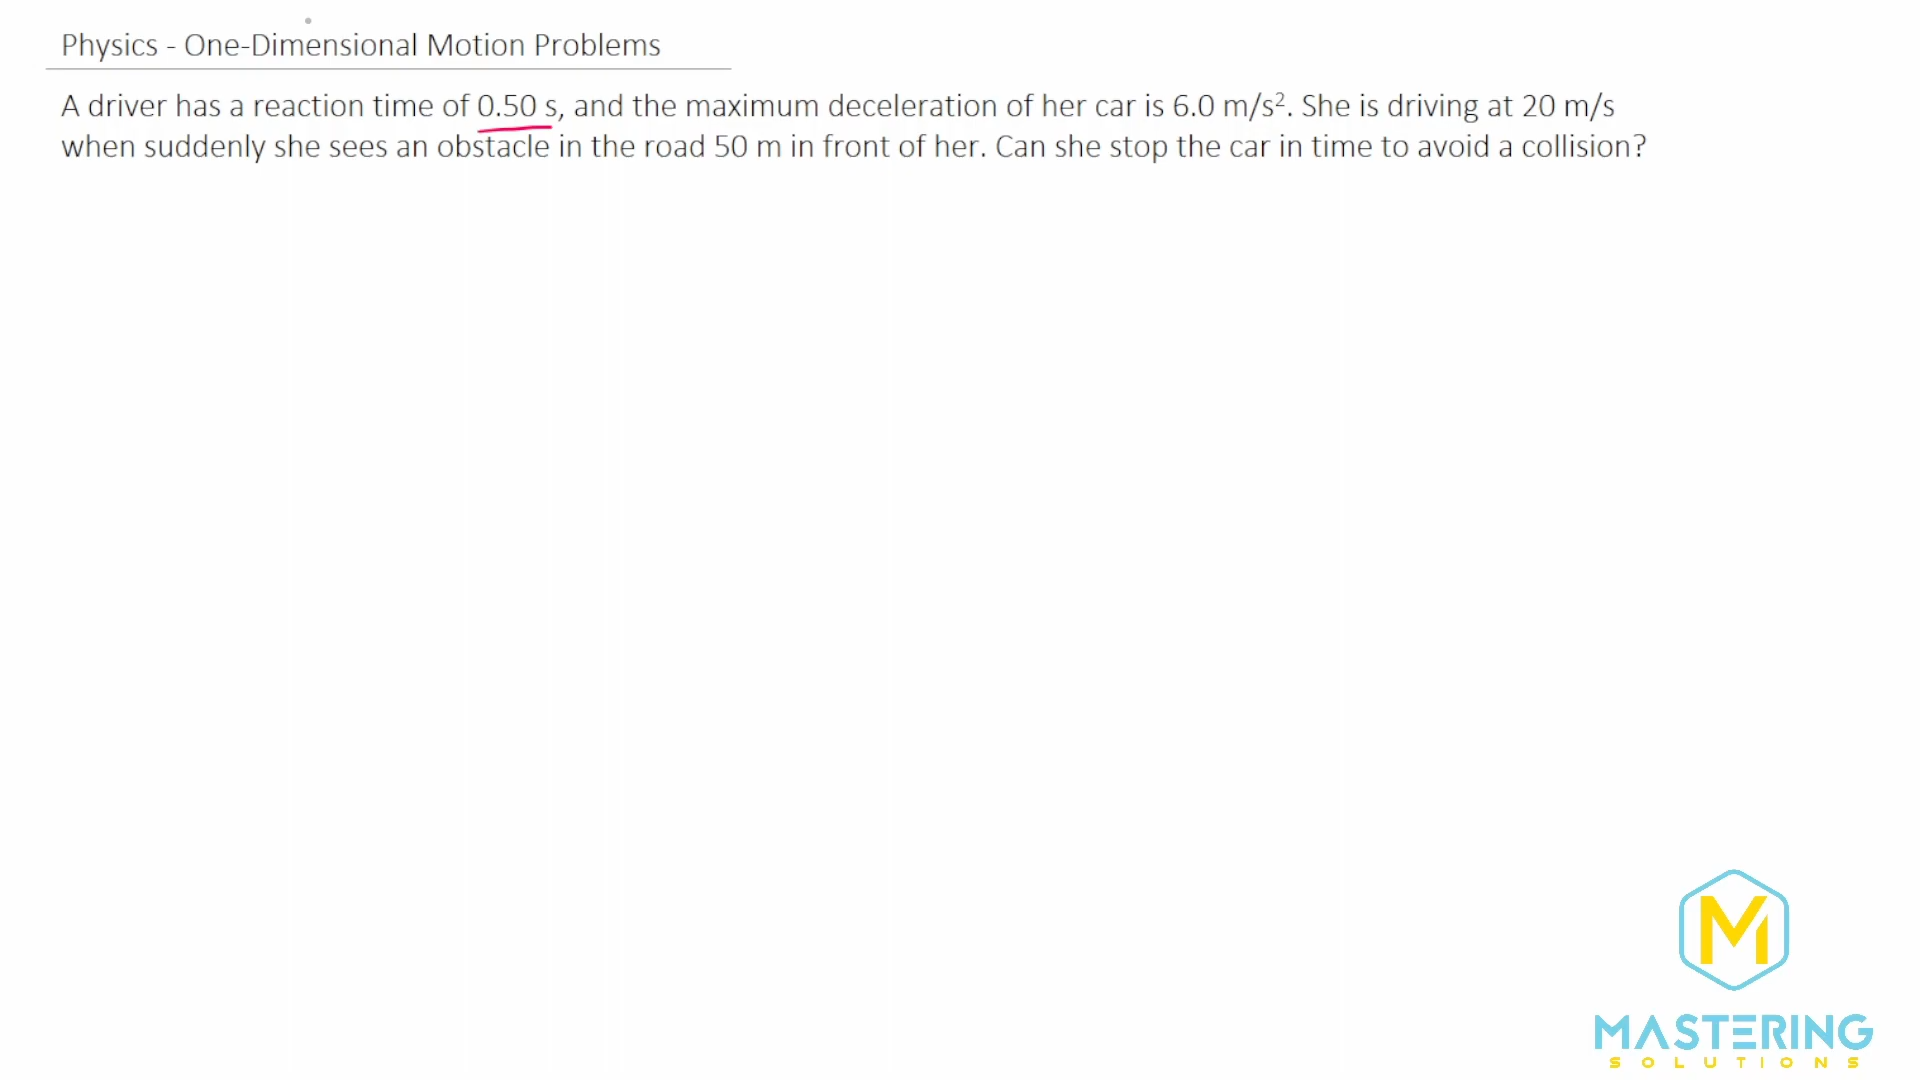 Physics - One-Dimensional Motion Problems
A driver has a reaction time of 0.50 s, and the maximum deceleration of her car is 6.0 m/s². She is driving at 20 m/s
when suddenly she sees an obstacle in the road 50 m in front of her. Can she stop the car in time to avoid a collision?
M
MASTERING
SOLUTIONS